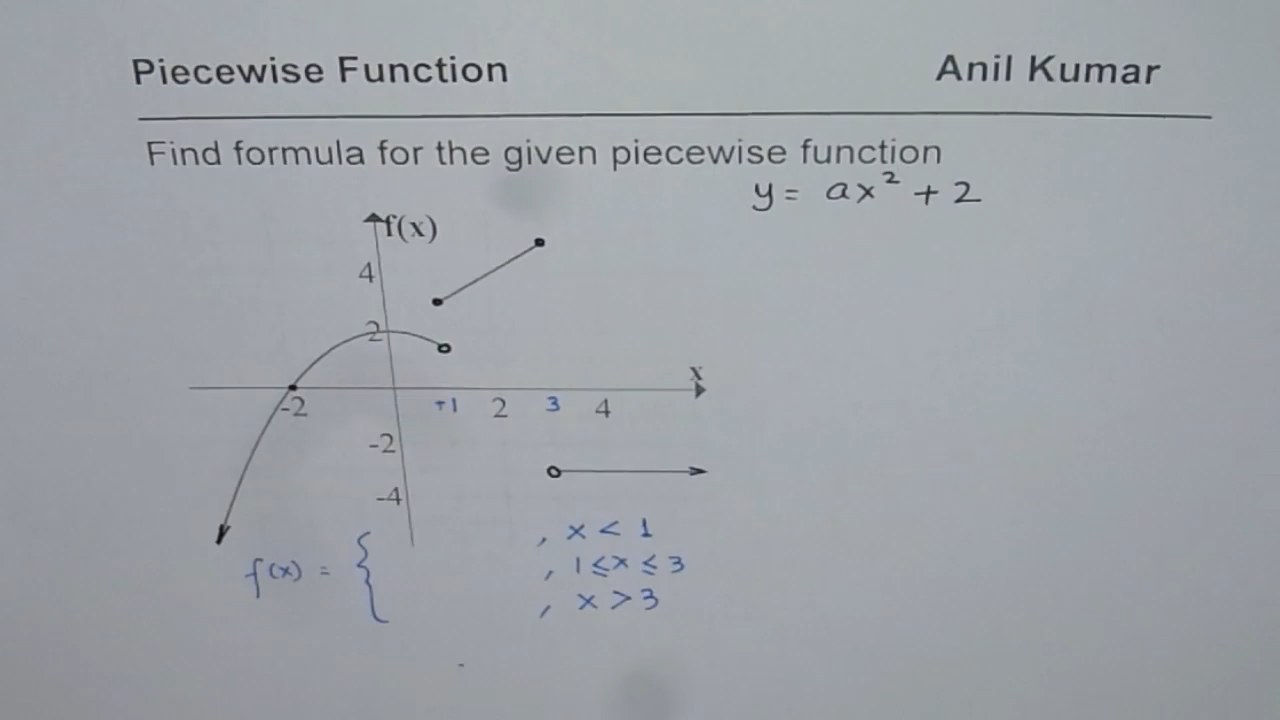 Piecewise Function Anil Kumar
Find formula for the given piecewise function
y = ax² + 2
f(x)
4
2
x
-2 +1 2 3 4
-2
-4
, x < 1
f(x) = { , 1 ≤ x ≤ 3
, x > 3